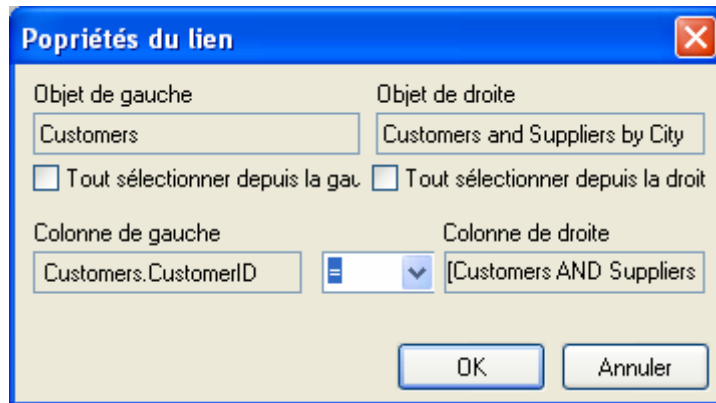 Popriétés du lien
Objet de gauche Objet de droite
Customers Customers and Suppliers by City
Tout sélectionner depuis la gau Tout sélectionner depuis la droit
Colonne de gauche Colonne de droite
Customers.CustomerID = [Customers AND Suppliers
OK Annuler